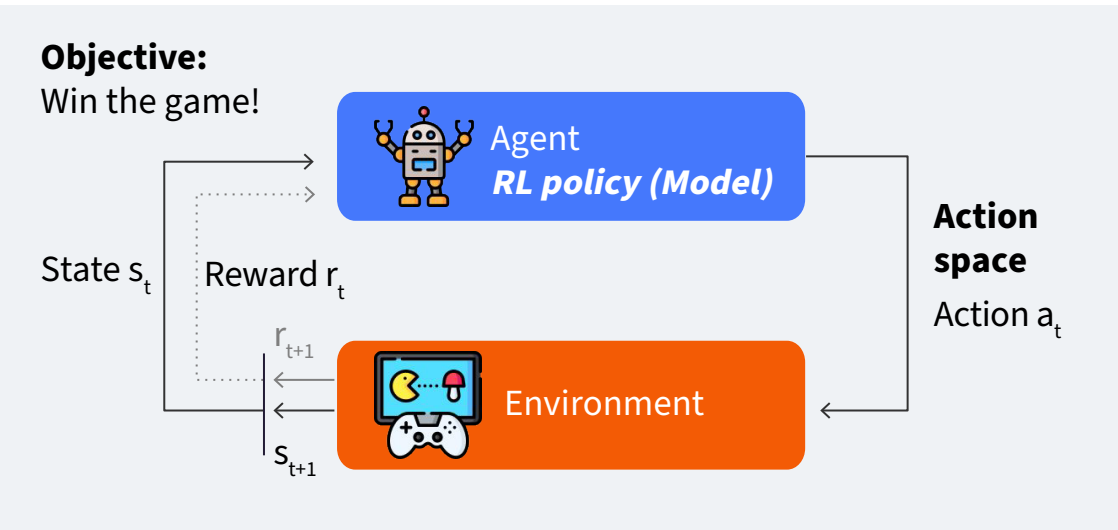 Objective:
Win the game!
Agent
RL policy (Model)
Action
space
Action aₜ
State sₜ
Reward rₜ
rₜ₊₁
Environment
sₜ₊₁